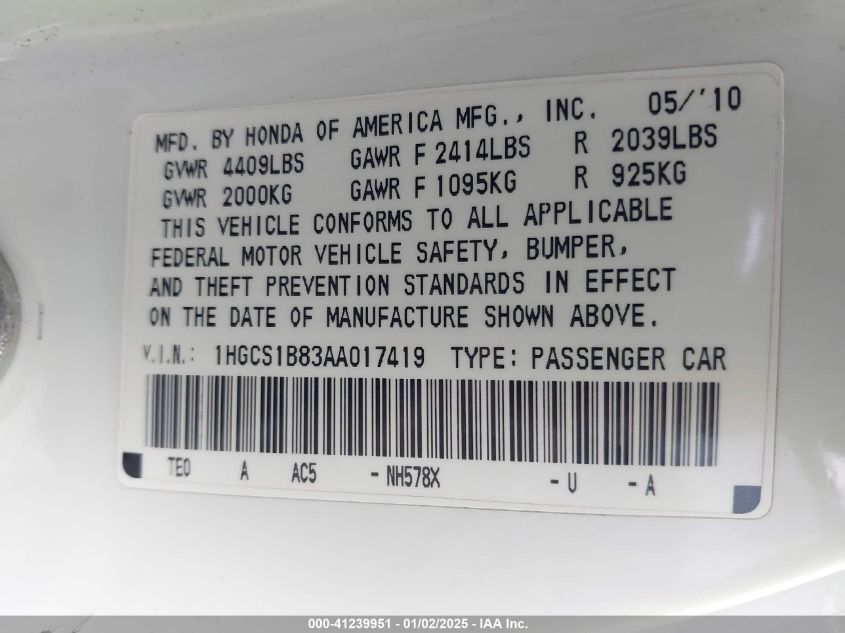 MFD. BY HONDA OF AMERICA MFG., INC. 05/'10
GVWR 4409LBS GAWR F 2414LBS R 2039LBS
GVWR 2000KG GAWR F 1095KG R 925KG
THIS VEHICLE CONFORMS TO ALL APPLICABLE
FEDERAL MOTOR VEHICLE SAFETY, BUMPER,
AND THEFT PREVENTION STANDARDS IN EFFECT
ON THE DATE OF MANUFACTURE SHOWN ABOVE.
V.I.N.: 1HGCS1B83AA017419 TYPE: PASSENGER CAR
TE0 A AC5 - NH578X - U - A
000-41239951 - 01/02/2025 - IAA Inc.